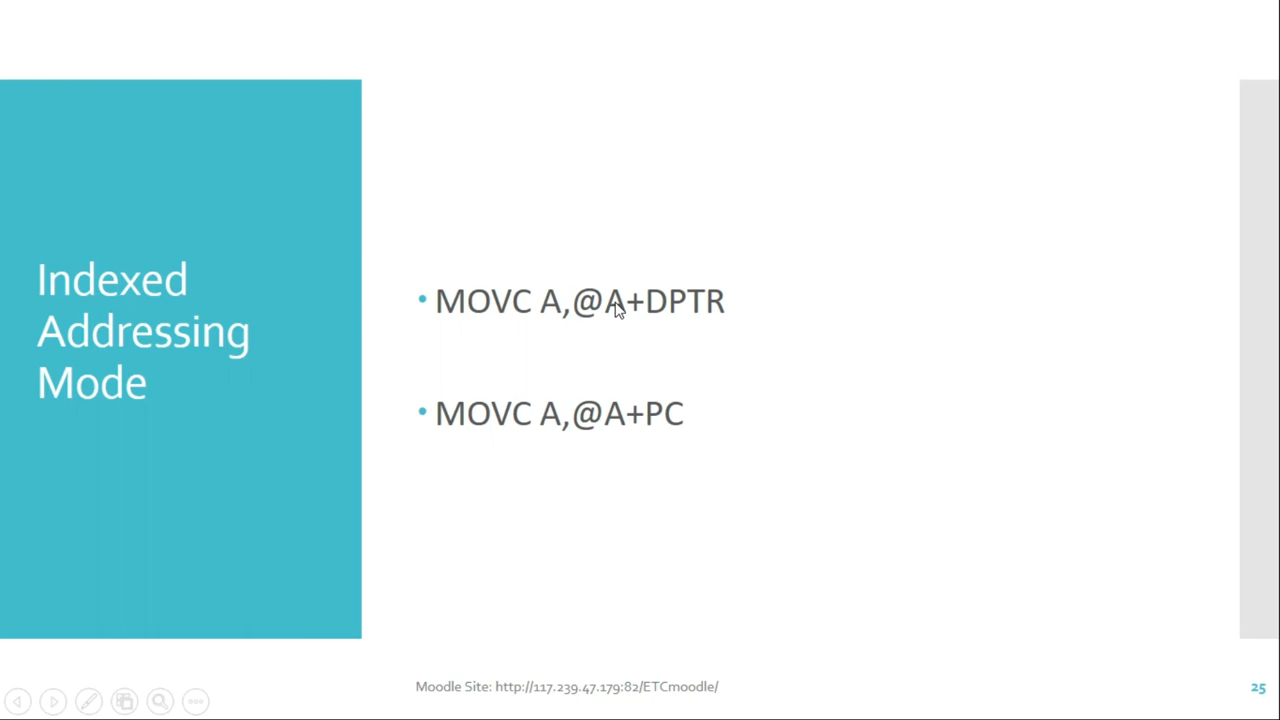 Indexed
Addressing
Mode
• MOVC A,@A+DPTR
• MOVC A,@A+PC
Moodle Site: http://117.239.47.179:82/ETCmoodle/
25